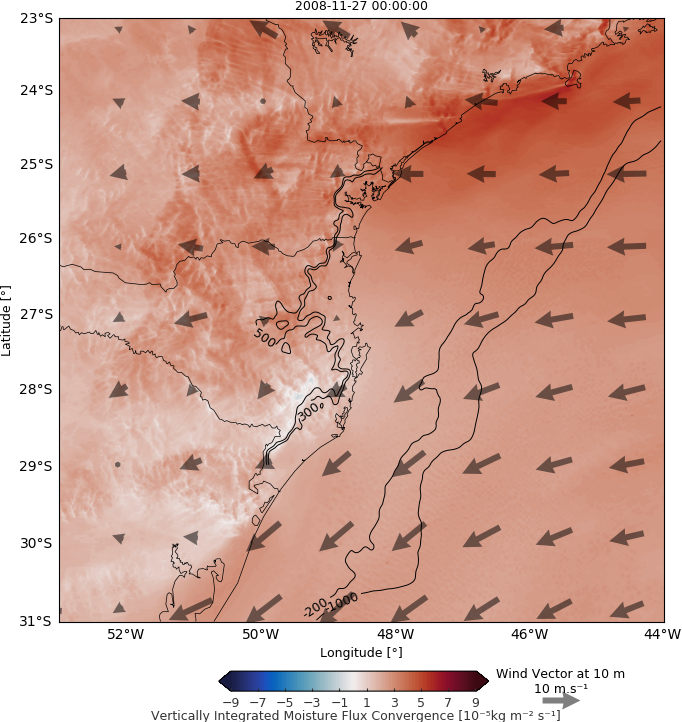 2008-11-27 00:00:00
23°S
24°S
25°S
26°S
27°S
28°S
29°S
30°S
31°S
Latitude [°]
500
300
-200
-1000
52°W 50°W 48°W 46°W 44°W
Longitude [°]
−9 −7 −5 −3 −1 1 3 5 7 9
Wind Vector at 10 m
10 m.s⁻¹
Vertically Integrated Moisture Flux Convergence [10⁻⁵kg m⁻² s⁻¹]